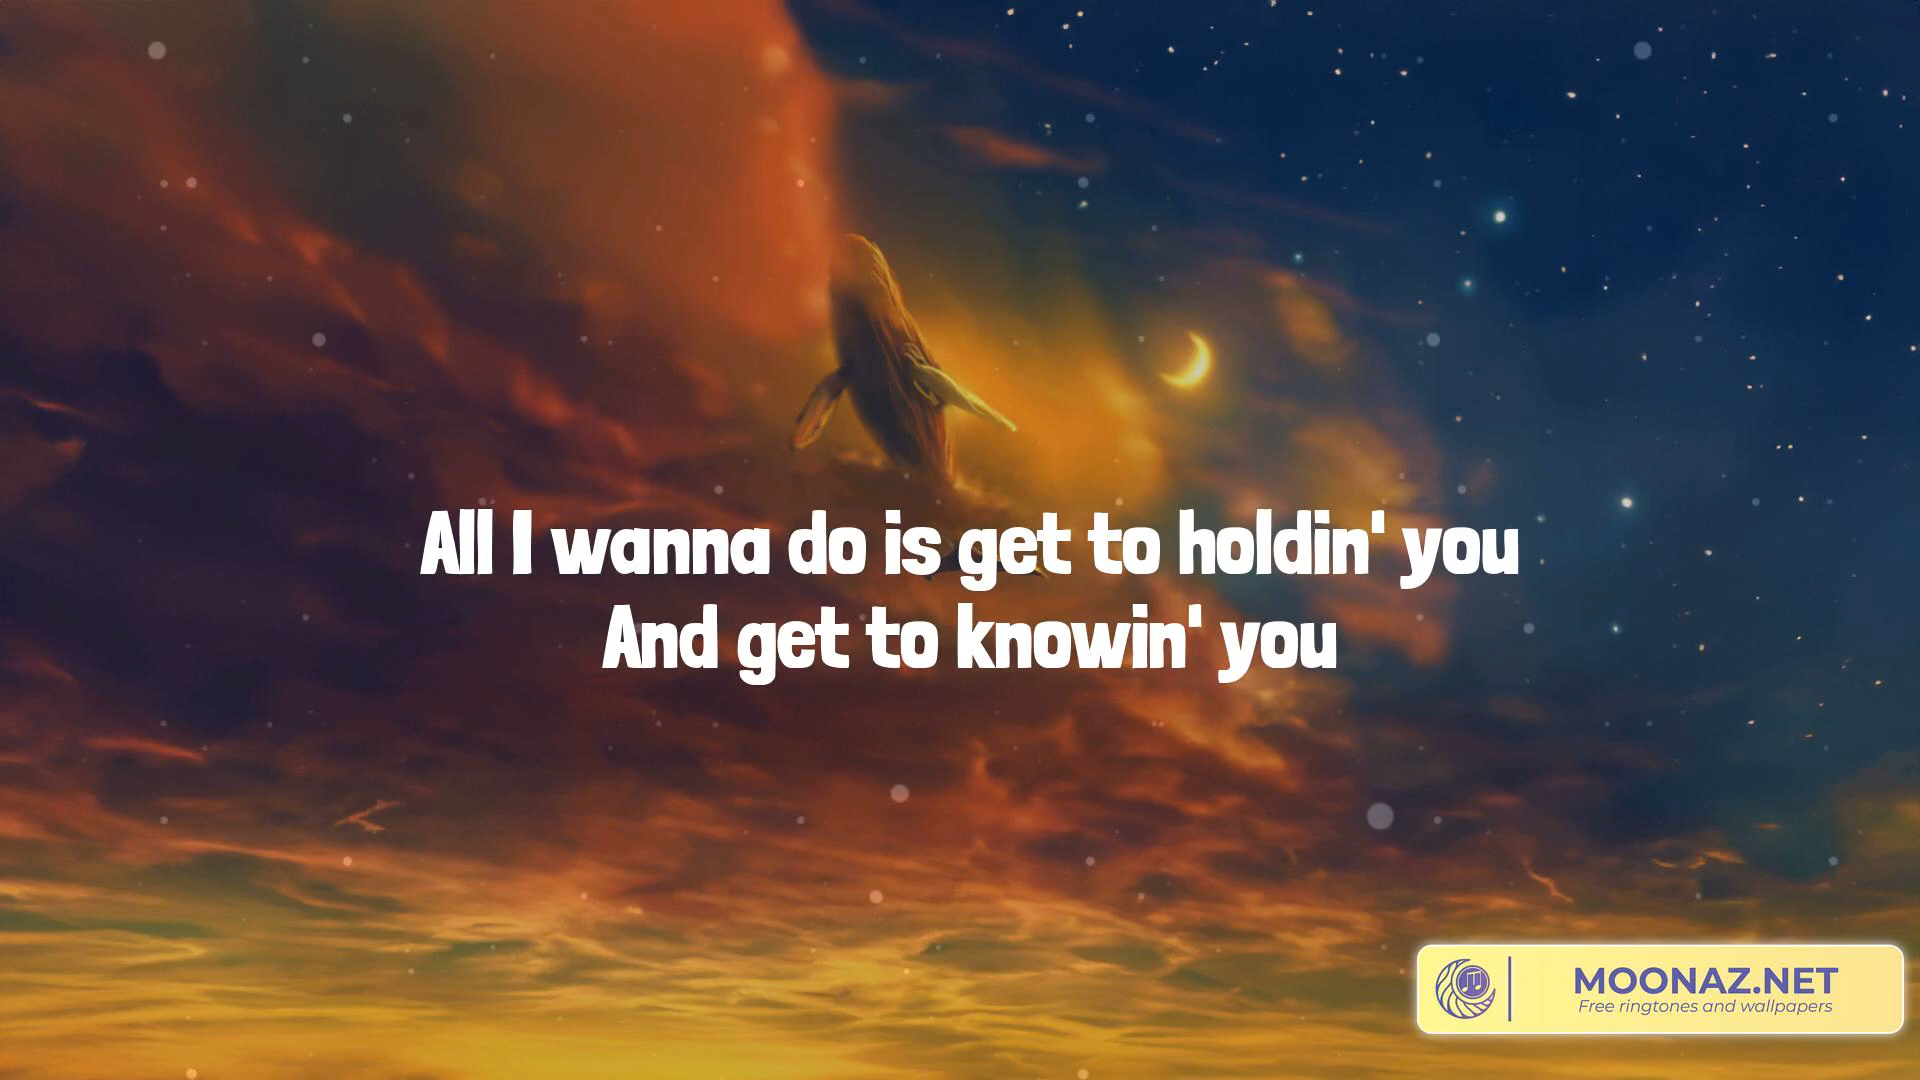 All I wanna do is get to holdin' you
And get to knowin' you
MOONAZ.NET
Free ringtones and wallpapers